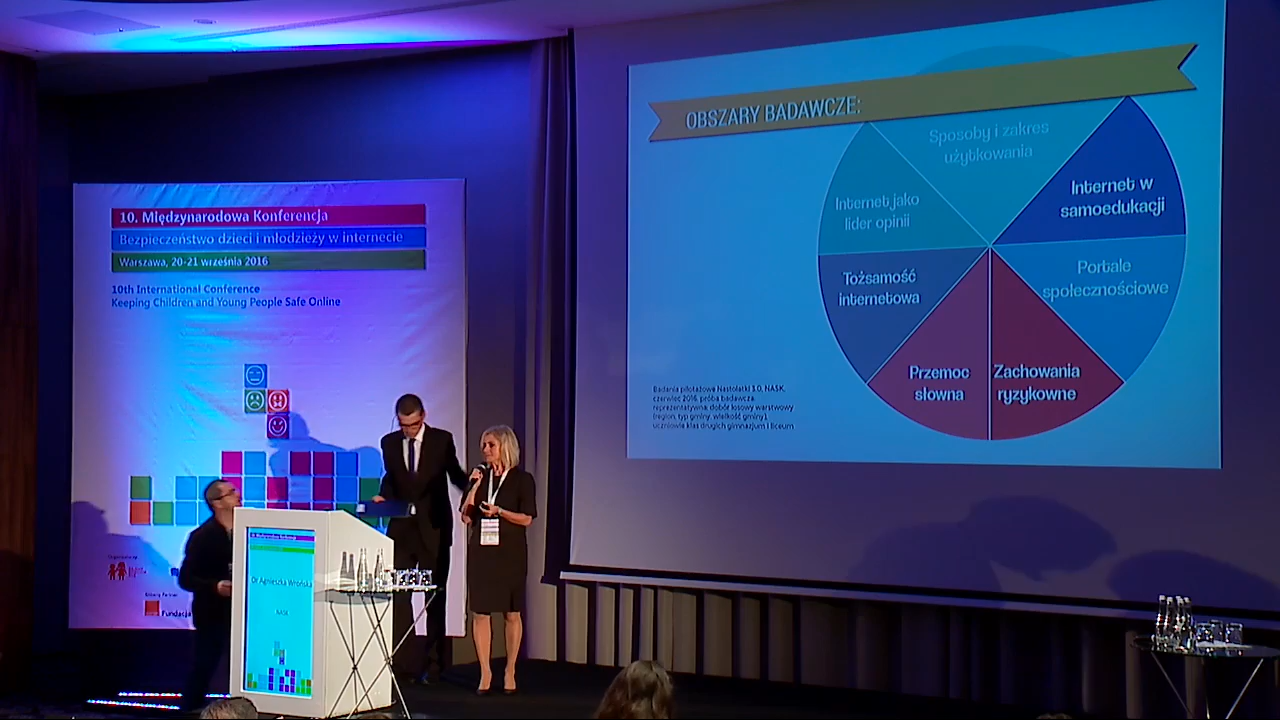 10. Międzynarodowa Konferencja
Bezpieczeństwo dzieci i młodzieży w internecie
Warszawa, 20-21 września 2016
10th International Conference
Keeping Children and Young People Safe Online
Fundacja
Dr Agnieszka Wrońska
NASK
OBSZARY BADAWCZE:
Sposoby i zakres
użytkowania
Internet w
samoedukacji
Portale
społecznościowe
Zachowania
ryzykowne
Przemoc
słowna
Tożsamość
internetowa
Internet jako
lider opinii
Badania pilotażowe Nastolatki 3.0, NASK,
czerwiec 2016, próba badawcza,
reprezentatywna: dobór losowy warstwowy
(region, typ gminy, wielkość gminy),
uczniowie klas drugich gimnazjum i liceum